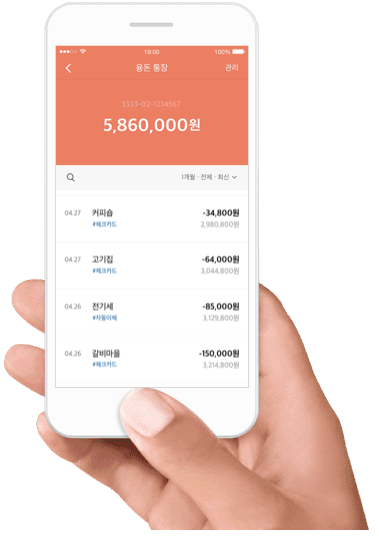 19:00 100%
용돈 통장 관리
3333-02-1234567
5,860,000원
1개월 · 전체 · 최신
04.27 커피숍 -34,800원
#체크카드 2,980,800원
04.27 고기집 -64,000원
#체크카드 3,044,800원
04.26 전기세 -85,000원
#자동이체 3,129,800원
04.26 갈비마을 -150,000원
#체크카드 3,214,800원